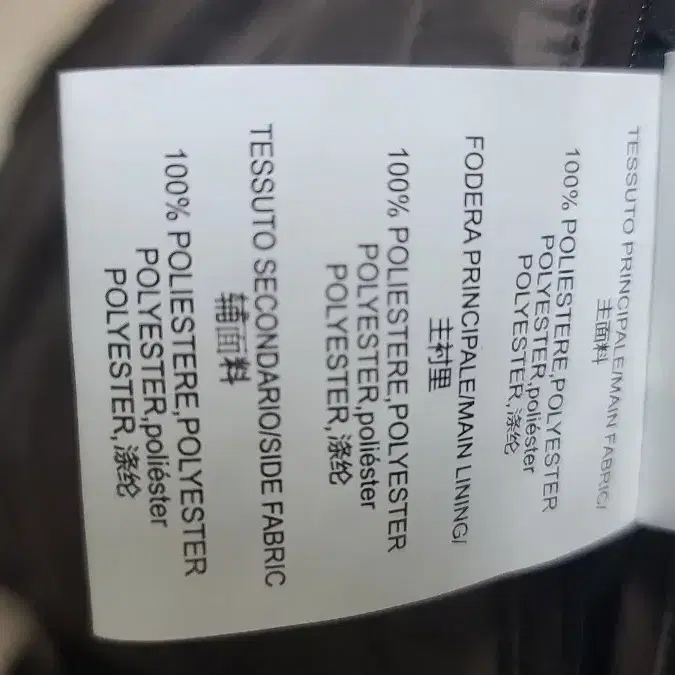 TESSUTO PRINCIPALE/MAIN FABRIC/
主面料
100% POLIESTERE,POLYESTER
POLYESTER,poliéster
POLYESTER,涤纶
FODERA PRINCIPALE/MAIN LINING/
主衬里
100% POLIESTERE,POLYESTER
POLYESTER,poliéster
POLYESTER,涤纶
TESSUTO SECONDARIO/SIDE FABRIC
辅面料
100% POLIESTERE,POLYESTER
POLYESTER,poliéster
POLYESTER,涤纶